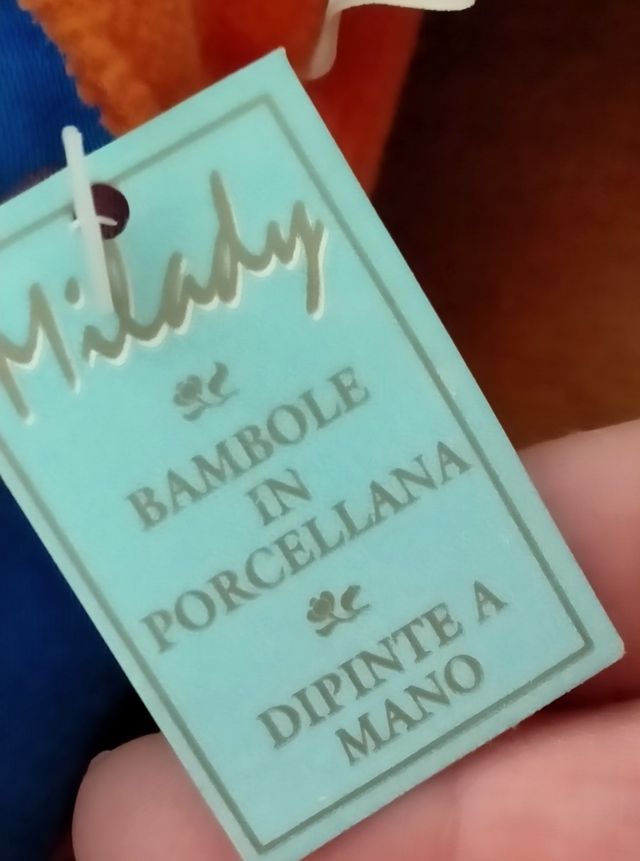 Milady
BAMBOLE
IN
PORCELLANA
DIPINTE A
MANO